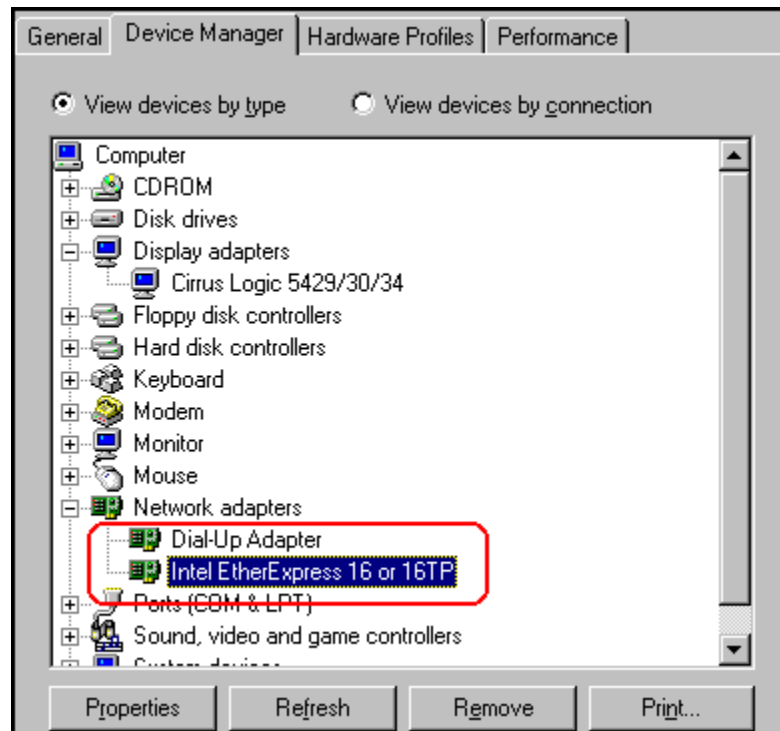 General Device Manager Hardware Profiles Performance
View devices by type View devices by connection
Computer
CDROM
Disk drives
Display adapters
Cirrus Logic 5429/30/34
Floppy disk controllers
Hard disk controllers
Keyboard
Modem
Monitor
Mouse
Network adapters
Dial-Up Adapter
Intel EtherExpress 16 or 16TP
Ports (COM & LPT)
Sound, video and game controllers
System devices
Properties Refresh Remove Print...